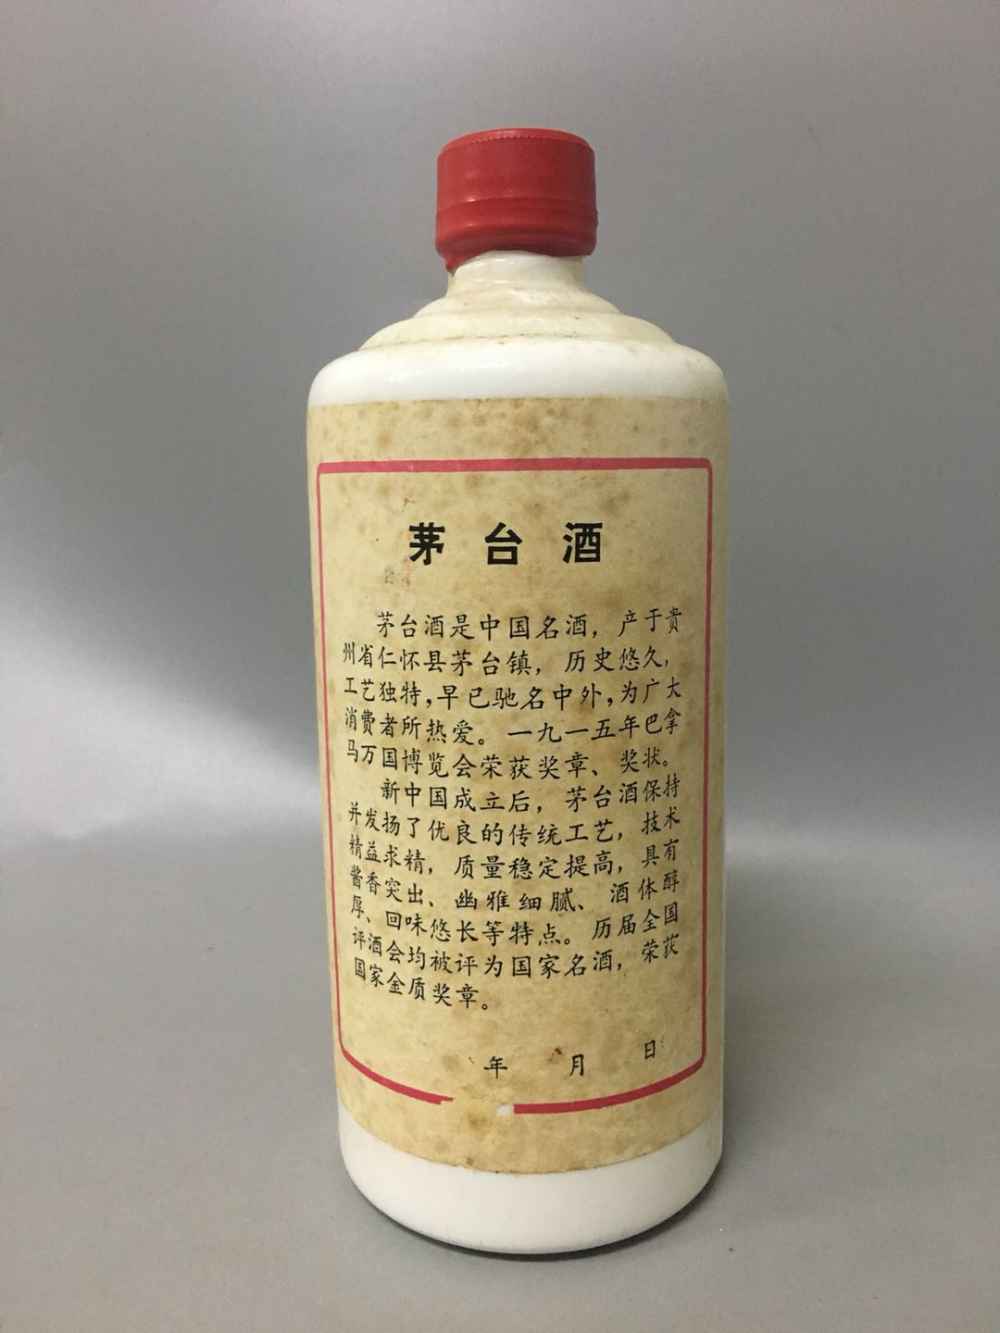 茅台酒
茅台酒是中国名酒，产于贵
州省仁怀县茅台镇，历史悠久，
工艺独特，早已驰名中外，为广大
消费者所热爱。一九一五年巴拿
马万国博览会荣获奖章、奖状。
新中国成立后，茅台酒保持
并发扬了优良的传统工艺，技术
精益求精，质量稳定提高，具有
酱香突出、幽雅细腻、酒体醇
厚、回味悠长等特点。历届全国
评酒会均被评为国家名酒，荣获
国家金质奖章。
年 月 日